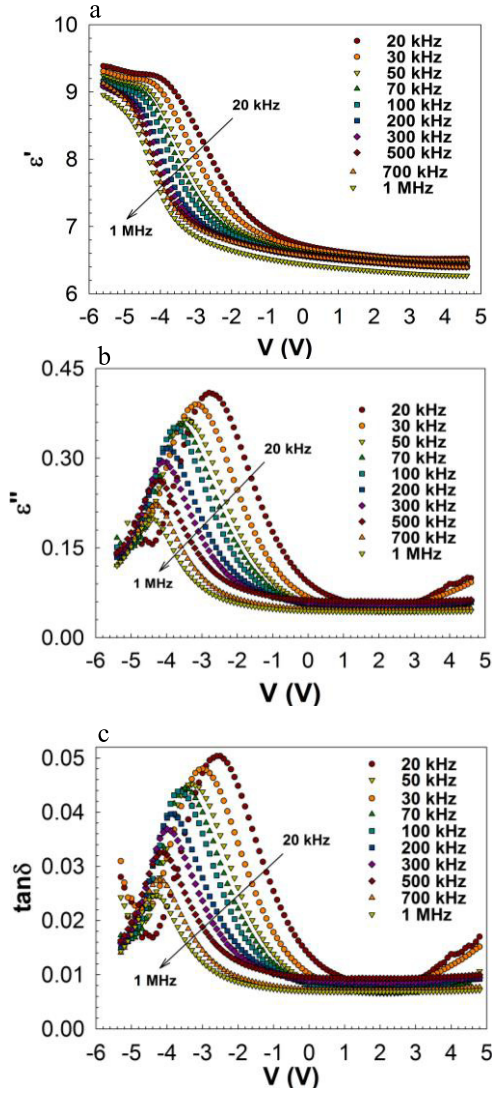 a
10
9
8
7
6
ε'
20 kHz
30 kHz
50 kHz
70 kHz
100 kHz
200 kHz
300 kHz
500 kHz
700 kHz
1 MHz
20 kHz
1 MHz
-6 -5 -4 -3 -2 -1 0 1 2 3 4 5
V (V)
b
0.45
0.30
0.15
0.00
ε''
20 kHz
30 kHz
50 kHz
70 kHz
100 kHz
200 kHz
300 kHz
500 kHz
700 kHz
1 MHz
20 kHz
1 MHz
-6 -5 -4 -3 -2 -1 0 1 2 3 4 5
V (V)
c
0.05
0.04
0.03
0.02
0.01
0.00
tanδ
20 kHz
50 kHz
30 kHz
70 kHz
100 kHz
200 kHz
300 kHz
500 kHz
700 kHz
1 MHz
20 kHz
1 MHz
-6 -5 -4 -3 -2 -1 0 1 2 3 4 5
V (V)